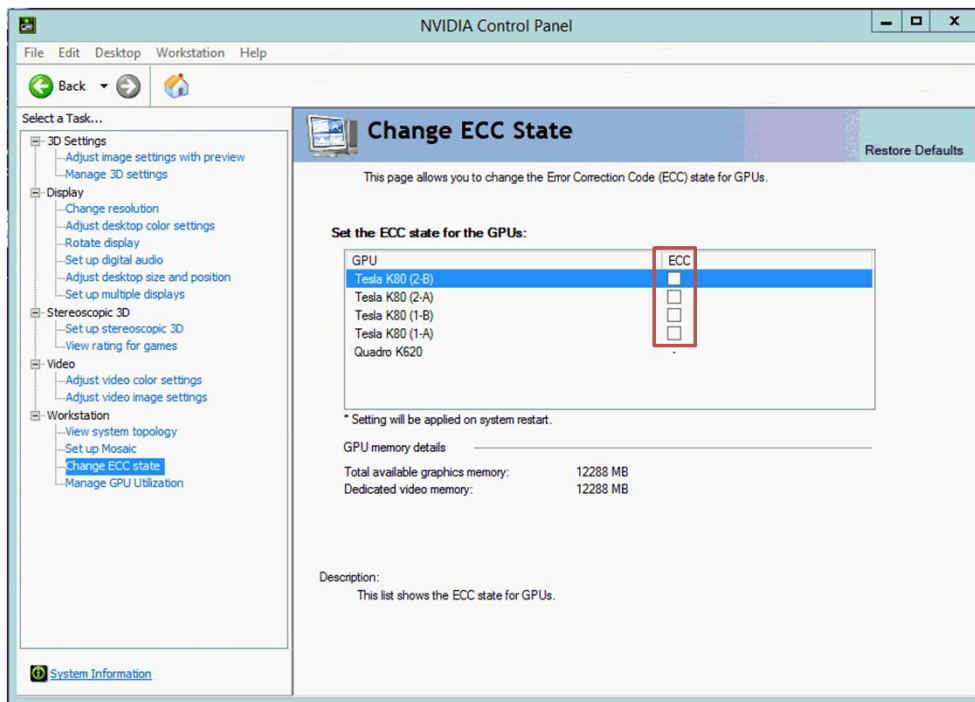 NVIDIA Control Panel
File Edit Desktop Workstation Help
Back
Select a Task...
3D Settings
Adjust image settings with preview
Manage 3D settings
Display
Change resolution
Adjust desktop color settings
Rotate display
Set up digital audio
Adjust desktop size and position
Set up multiple displays
Stereoscopic 3D
Set up stereoscopic 3D
View rating for games
Video
Adjust video color settings
Adjust video image settings
Workstation
View system topology
Set up Mosaic
Change ECC state
Manage GPU Utilization
System Information
Change ECC State
Restore Defaults
This page allows you to change the Error Correction Code (ECC) state for GPUs.
Set the ECC state for the GPUs:
GPU ECC
Tesla K80 (2-B)
Tesla K80 (2-A)
Tesla K80 (1-B)
Tesla K80 (1-A)
Quadro K620 -
* Setting will be applied on system restart.
GPU memory details
Total available graphics memory: 12288 MB
Dedicated video memory: 12288 MB
Description:
This list shows the ECC state for GPUs.